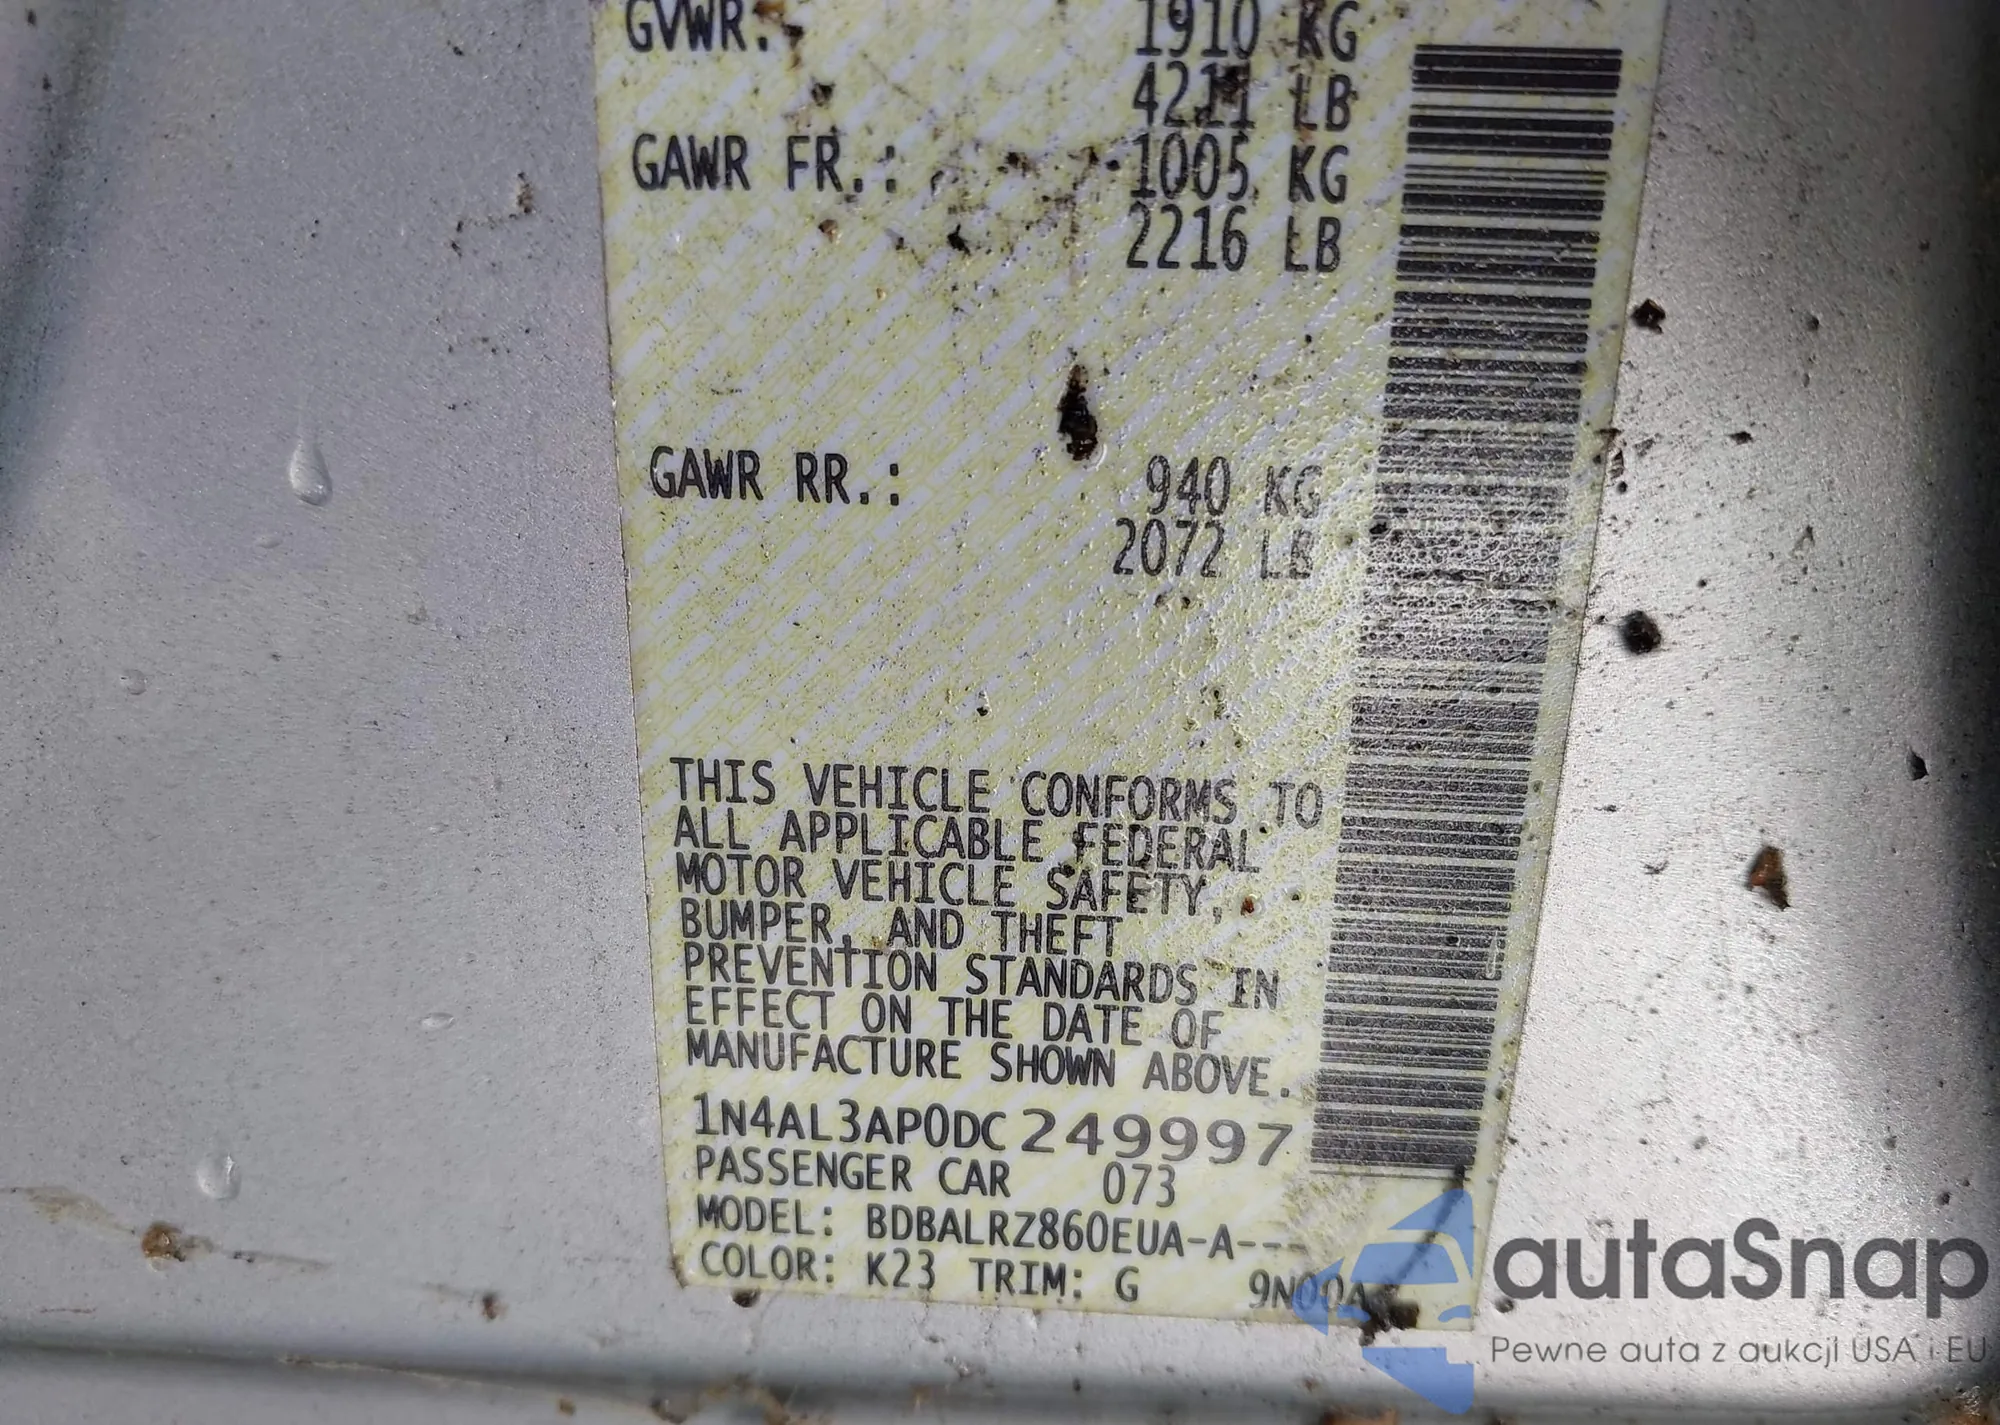 GVWR: 1910 KG
4211 LB
GAWR FR.: 1005 KG
2216 LB
GAWR RR.: 940 KG
2072 LB
THIS VEHICLE CONFORMS TO
ALL APPLICABLE FEDERAL
MOTOR VEHICLE SAFETY,
BUMPER, AND THEFT
PREVENTION STANDARDS IN
EFFECT ON THE DATE OF
MANUFACTURE SHOWN ABOVE.
1N4AL3AP0DC249997
PASSENGER CAR 073
MODEL: BDBALRZ860EUA-A---
COLOR: K23 TRIM: G 9N00A
autaSnap
Pewne auta z aukcji USA i EU